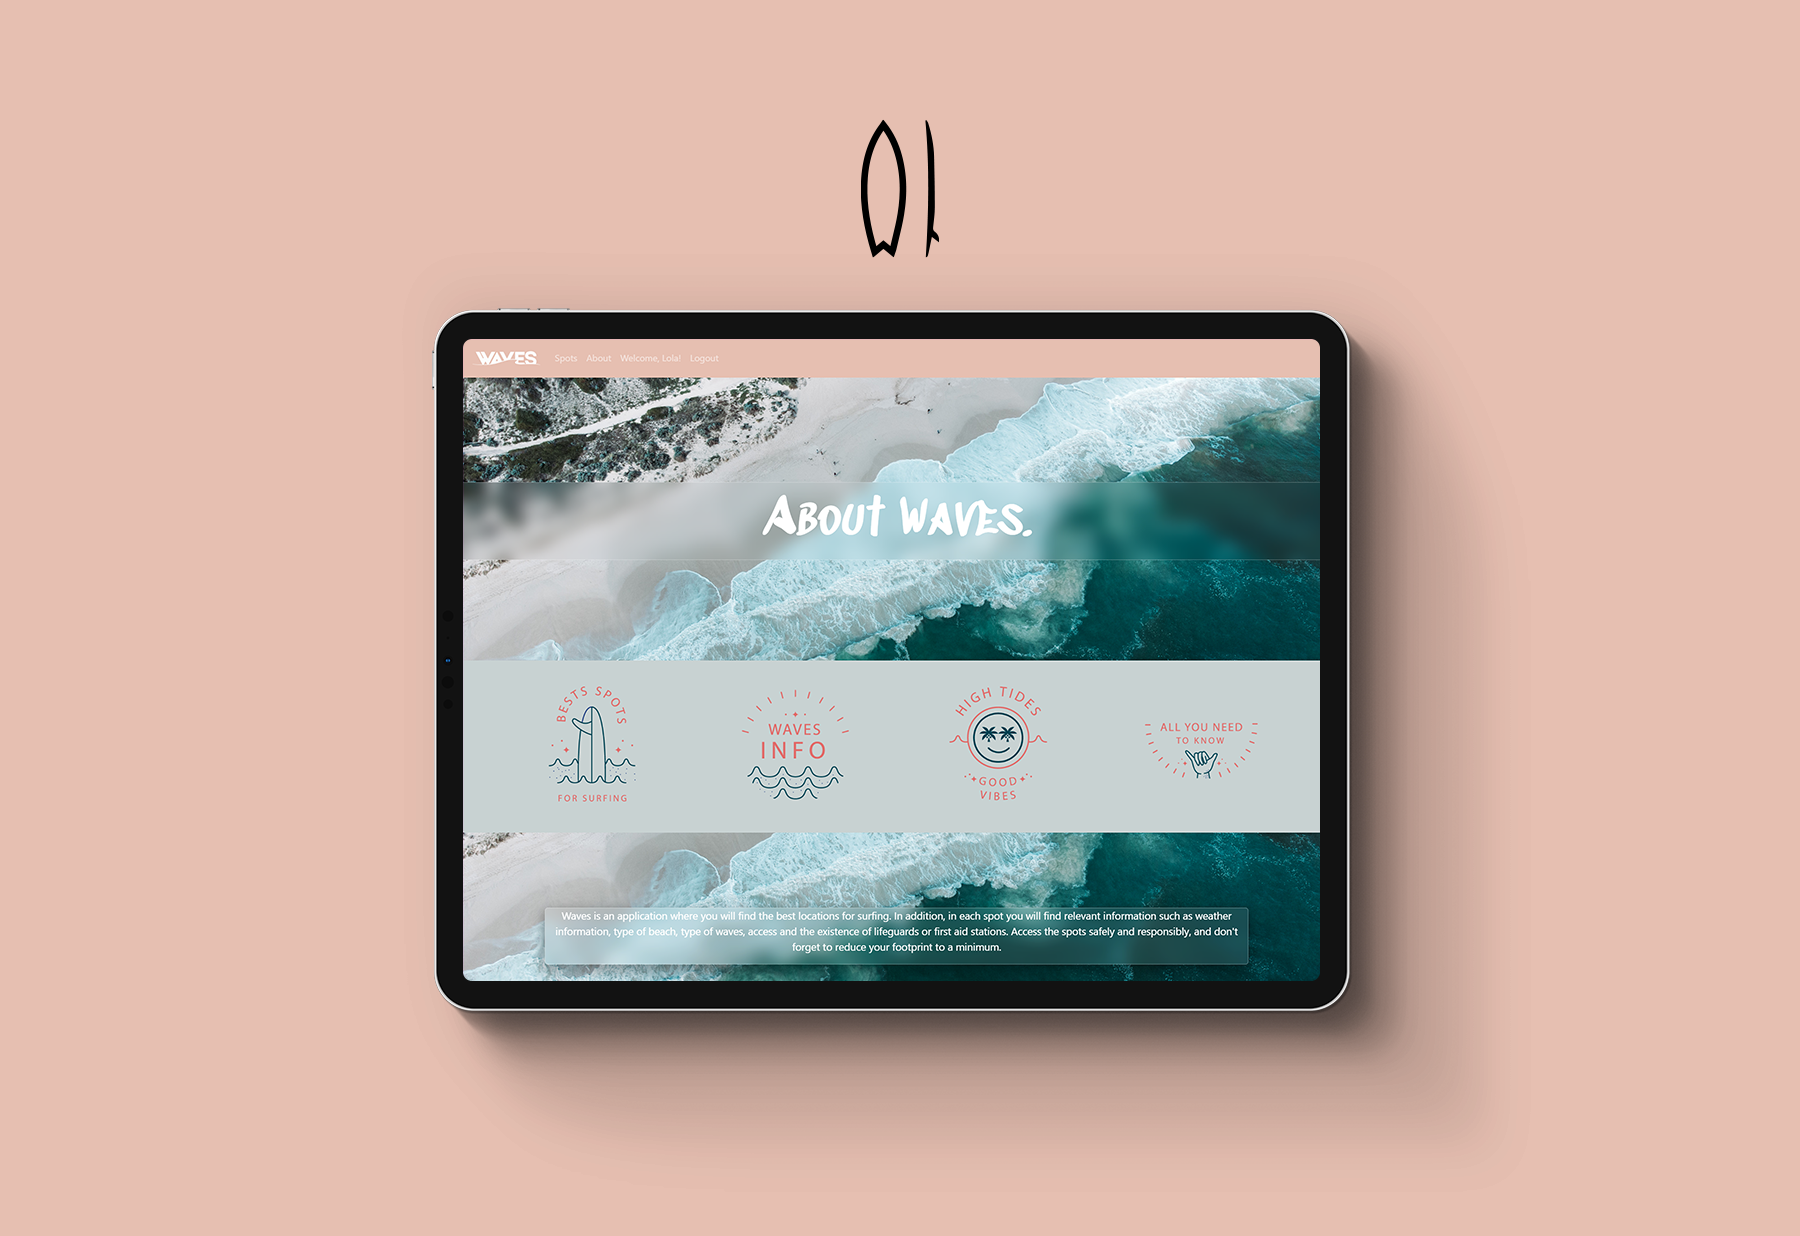 WAVES
Spots About Welcome, Lola! Logout
ABOUT WAVES.
BESTS SPOTS
FOR SURFING
WAVES
INFO
HIGH TIDES
GOOD
VIBES
ALL YOU NEED
TO KNOW
Waves is an application where you will find the best locations for surfing. In addition, in each spot you will find relevant information such as weather
information, type of beach, type of waves, access and the existence of lifeguards or first aid stations. Access the spots safely and responsibly, and don't
forget to reduce your footprint to a minimum.